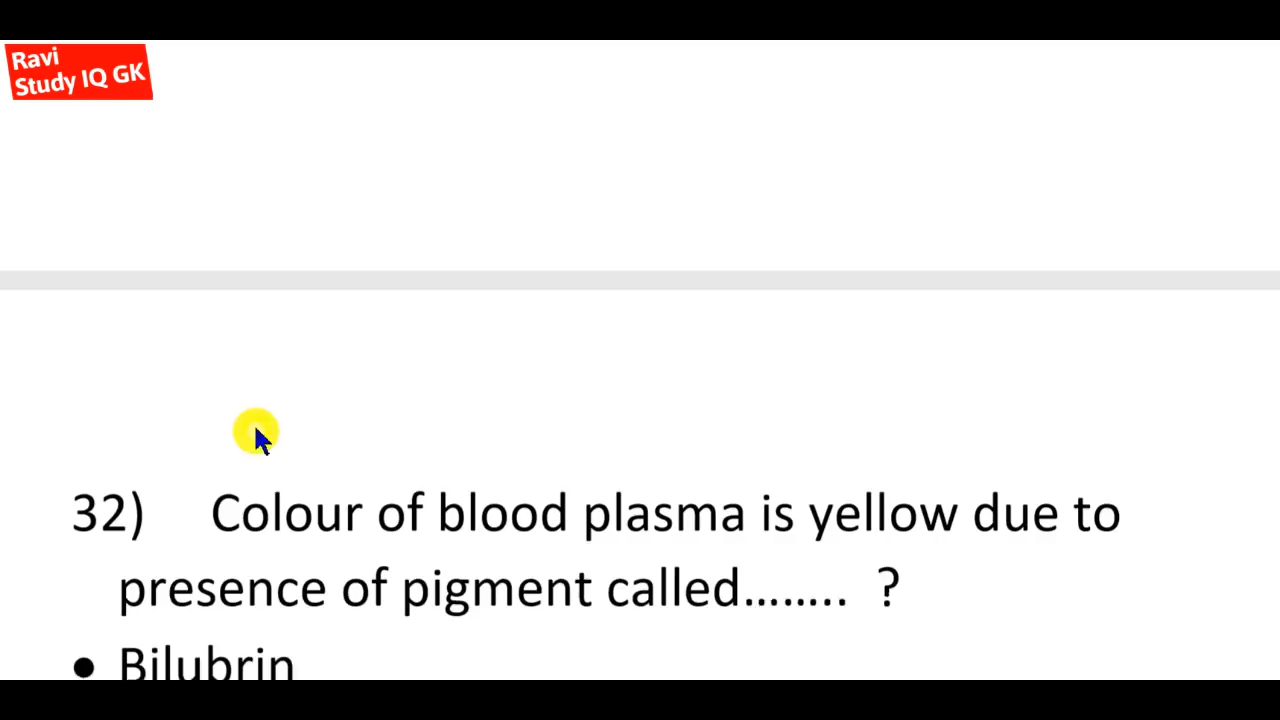 Ravi
Study IQ GK
32) Colour of blood plasma is yellow due to
presence of pigment called…….. ?
● Bilubrin